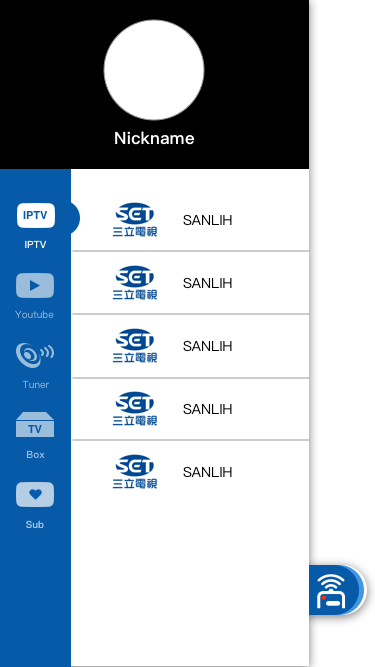 Nickname
IPTV
IPTV
Youtube
Tuner
TV
Box
Sub
SET
三立電視
SANLIH
SET
三立電視
SANLIH
SET
三立電視
SANLIH
SET
三立電視
SANLIH
SET
三立電視
SANLIH